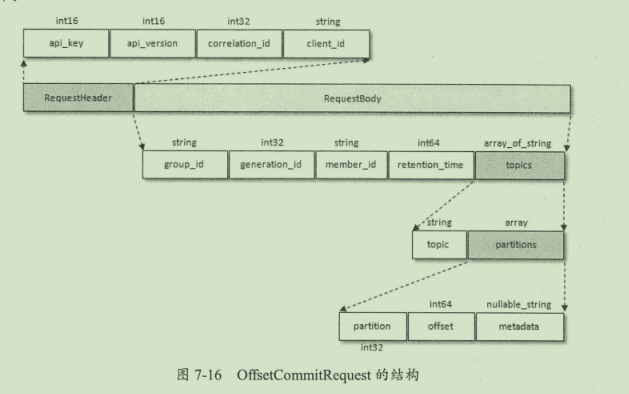 int16 int16 int32 string
api_key api_version correlation_id client_id
RequestHeader RequestBody
string int32 string int64 array_of_string
group_id generation_id member_id retention_time topics
string array
topic partitions
int64 nullable_string
partition offset metadata
int32
图 7-16 OffsetCommitRequest 的结构